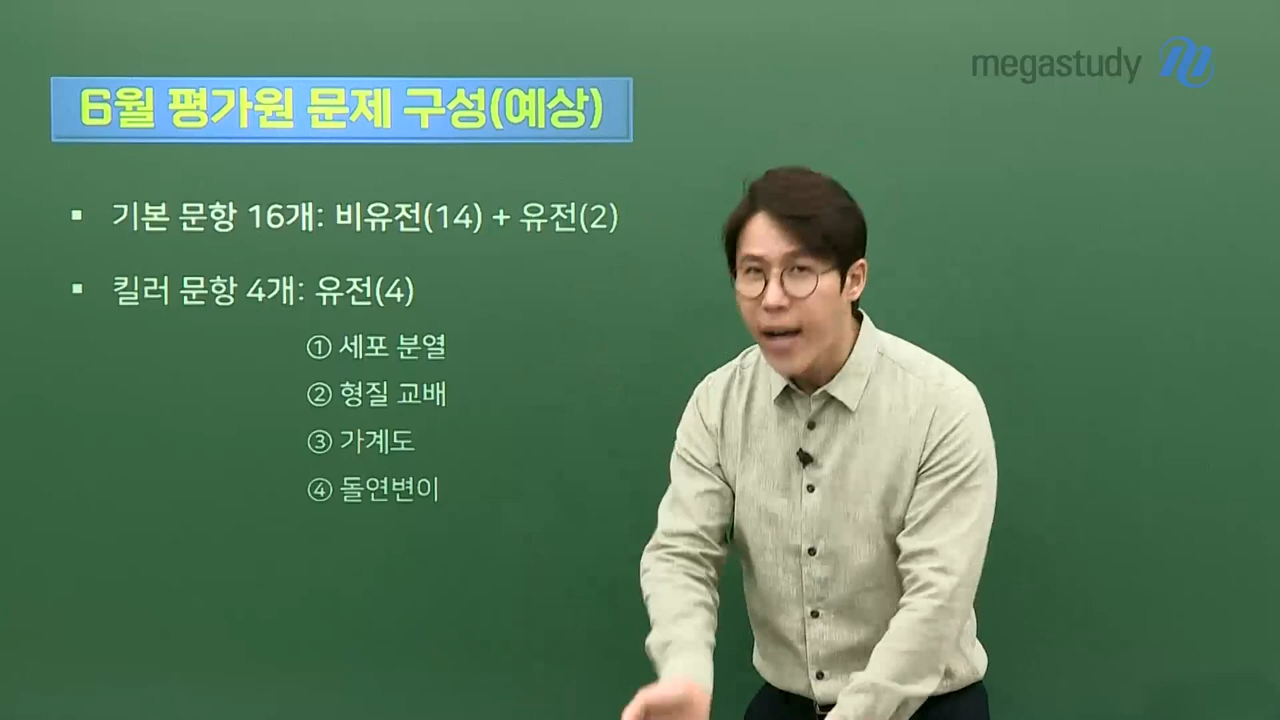 megastudy
6월 평가원 문제 구성(예상)
▪ 기본 문항 16개: 비유전(14) + 유전(2)
▪ 킬러 문항 4개: 유전(4)
① 세포 분열
② 형질 교배
③ 가계도
④ 돌연변이